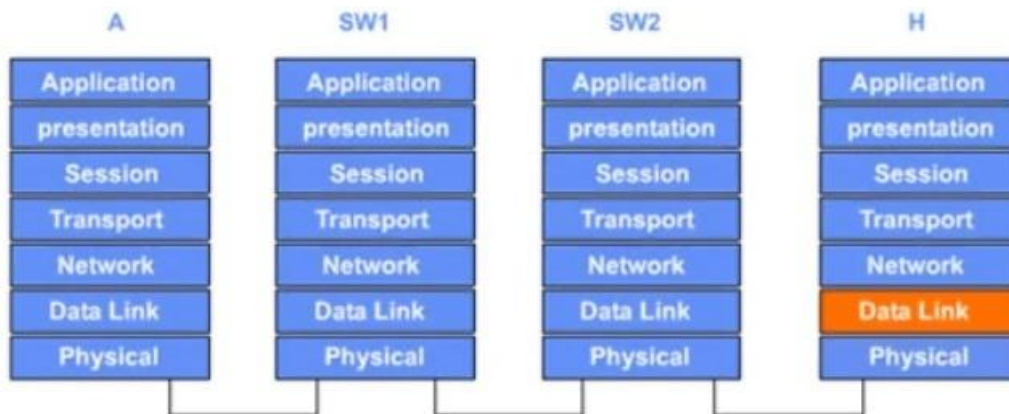 A SW1 SW2 H
Application Application Application Application
presentation presentation presentation presentation
Session Session Session Session
Transport Transport Transport Transport
Network Network Network Network
Data Link Data Link Data Link Data Link
Physical Physical Physical Physical